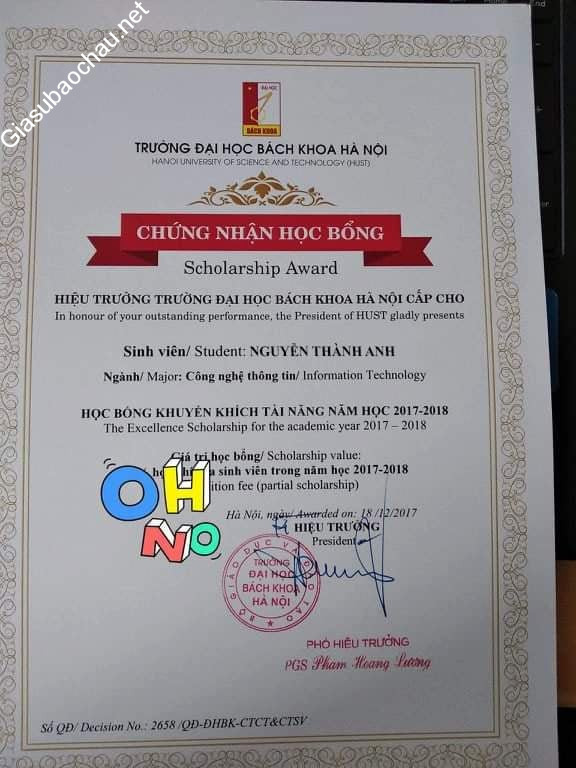 Giasubaochau.net
End
ĐẠI HỌC
BÁCH KHOA
TRƯỜNG ĐẠI HỌC BÁCH KHOA HÀ NỘI
HANOI UNIVERSITY OF SCIENCE AND TECHNOLOGY (HUST)
CHỨNG NHẬN HỌC BỔNG
Scholarship Award
HIỆU TRƯỞNG TRƯỜNG ĐẠI HỌC BÁCH KHOA HÀ NỘI CẤP CHO
In honour of your outstanding performance, the President of HUST gladly presents
Sinh viên/ Student: NGUYỄN THÀNH ANH
Ngành/ Major: Công nghệ thông tin/ Information Technology
HỌC BỔNG KHUYẾN KHÍCH TÀI NĂNG NĂM HỌC 2017-2018
The Excellence Scholarship for the academic year 2017 – 2018
Giá trị học bổng/ Scholarship value:
sinh viên trong năm học 2017-2018
fee (partial scholarship)
OH
NO
Hà Nội, ngày/ Awarded on: 18/12/2017
HIỆU TRƯỞNG
President
BỘ GIÁO DỤC VÀ ĐÀO TẠO
TRƯỜNG
ĐẠI HỌC
BÁCH KHOA
HÀ NỘI
PHÓ HIỆU TRƯỞNG
PGS Phạm Hoàng Lương
Số QĐ/ Decision No.: 2658 /QĐ-ĐHBK-CTCT&CTSV